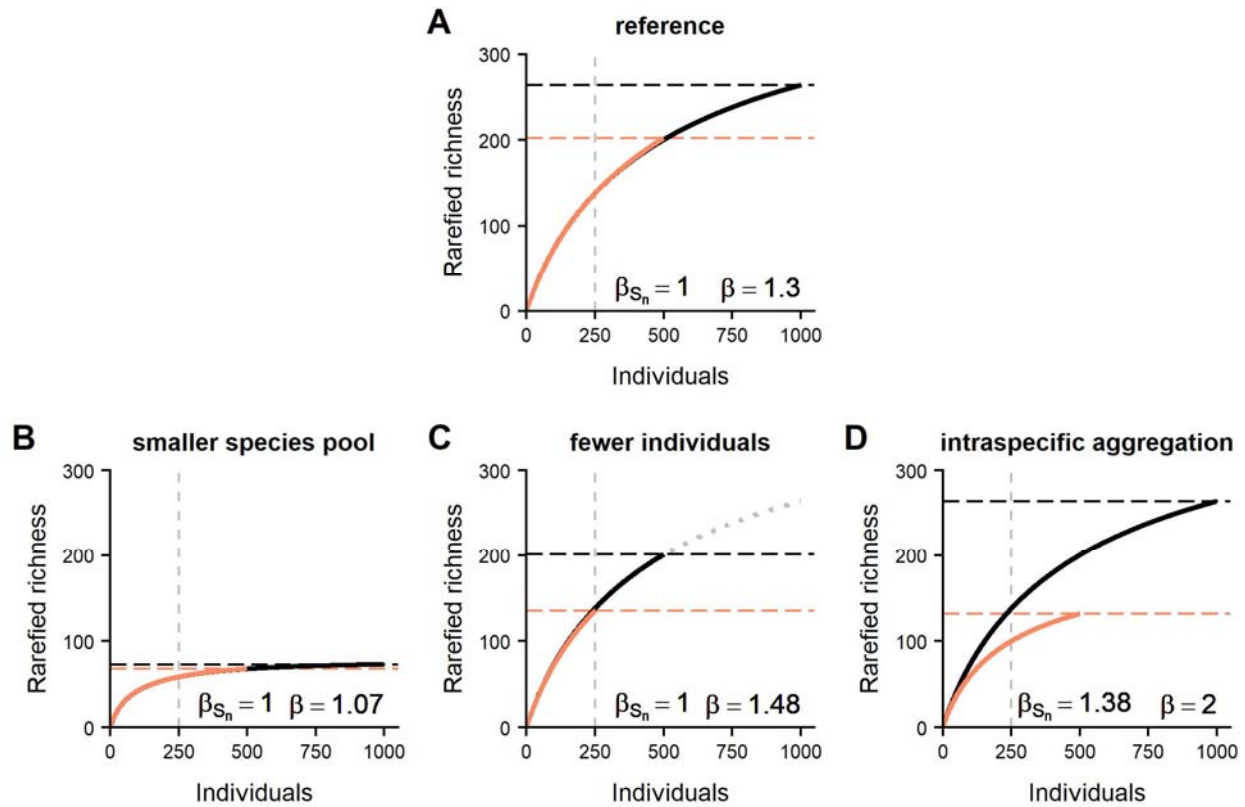 A reference
300
200
100
0
Rarefied richness
βSn = 1 β = 1.3
0 250 500 750 1000
Individuals
B smaller species pool
300
200
100
0
Rarefied richness
βSn = 1 β = 1.07
0 250 500 750 1000
Individuals
C fewer individuals
300
200
100
0
Rarefied richness
βSn = 1 β = 1.48
0 250 500 750 1000
Individuals
D intraspecific aggregation
300
200
100
0
Rarefied richness
βSn = 1.38 β = 2
0 250 500 750 1000
Individuals